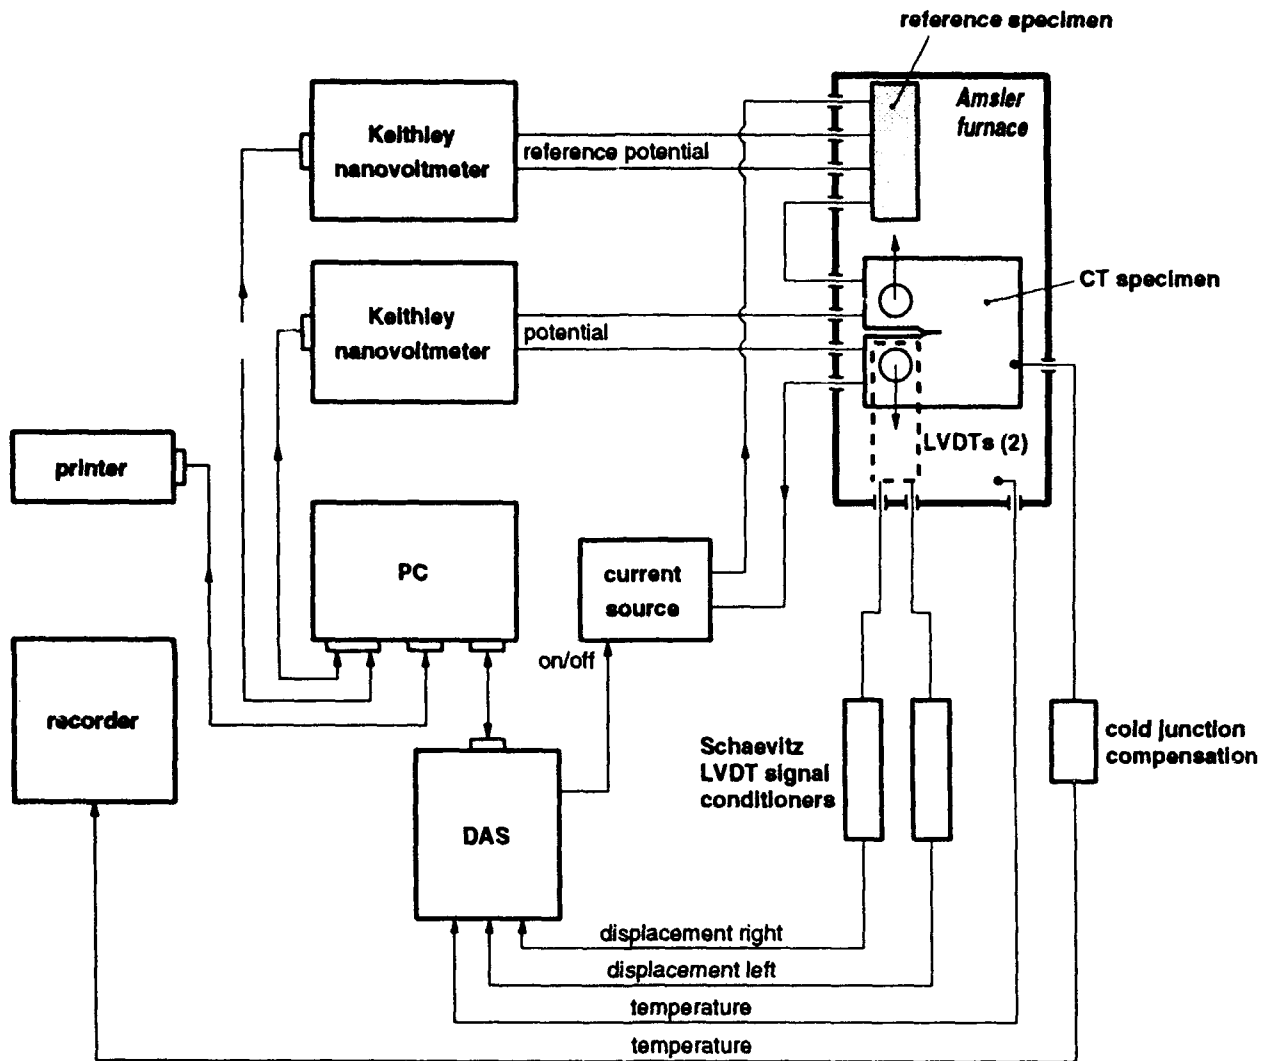 reference specimen
Amsler
furnace
Keithley
nanovoltmeter
reference potential
CT specimen
Keithley
nanovoltmeter
potential
LVDTs (2)
printer
PC
current
source
on/off
recorder
Schaevitz
LVDT signal
conditioners
cold junction
compensation
DAS
displacement right
displacement left
temperature
temperature